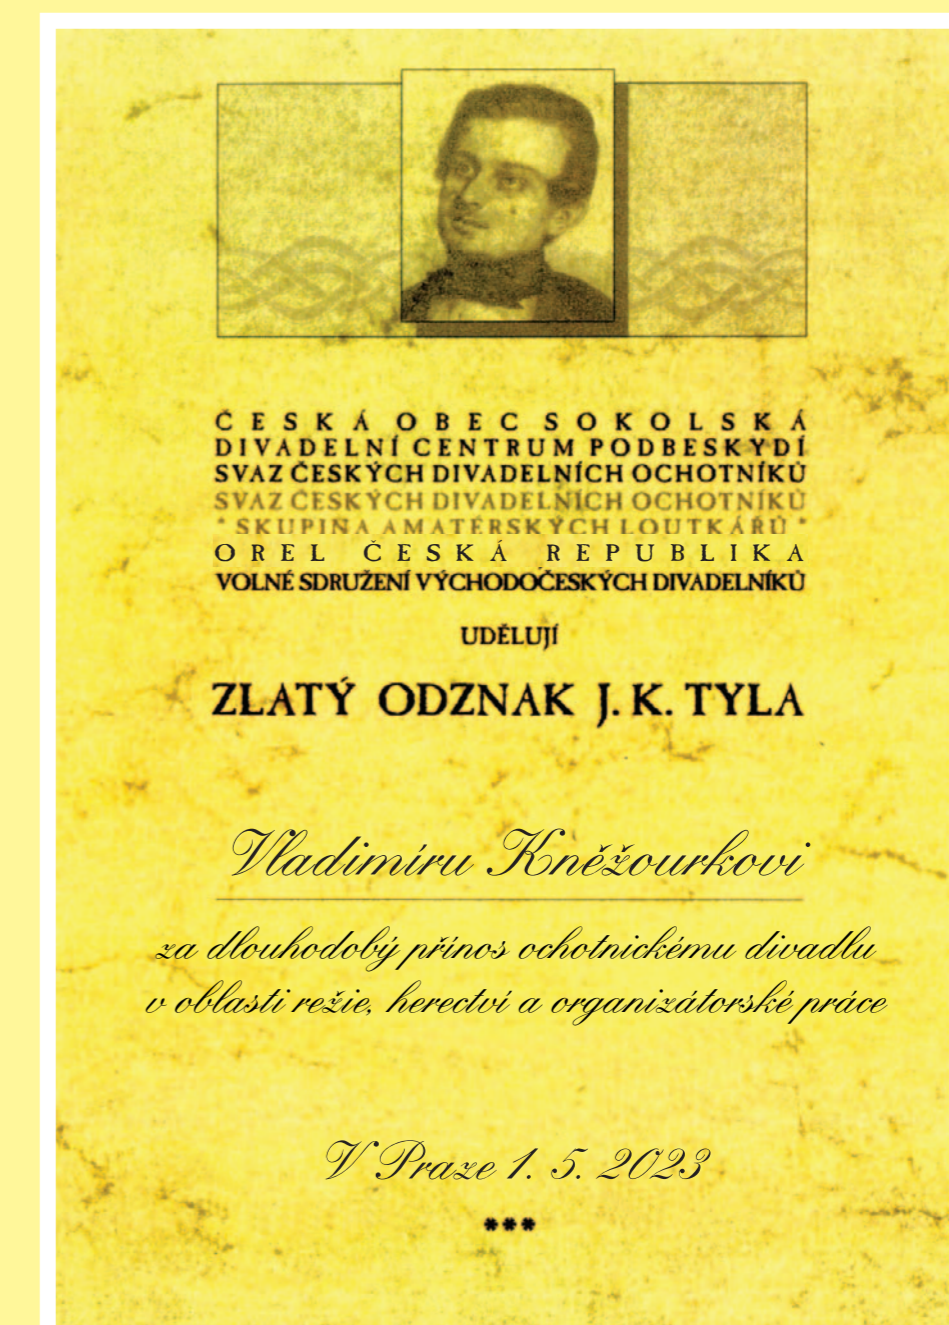 ČESKÁ OBEC SOKOLSKÁ
DIVADELNÍ CENTRUM PODBESKYDÍ
SVAZ ČESKÝCH DIVADELNÍCH OCHOTNÍKŮ
SVAZ ČESKÝCH DIVADELNÍCH OCHOTNÍKŮ
* SKUPINA AMATÉRSKÝCH LOUTKÁŘŮ *
OREL ČESKÁ REPUBLIKA
VOLNÉ SDRUŽENÍ VÝCHODOČESKÝCH DIVADELNÍKŮ
UDĚLUJÍ
ZLATÝ ODZNAK J. K. TYLA
Vladimíru Kněžourkovi
za dlouhodobý přínos ochotnickému divadlu
v oblasti režie, herectví a organizátorské práce
V Praze 1. 5. 2023
***